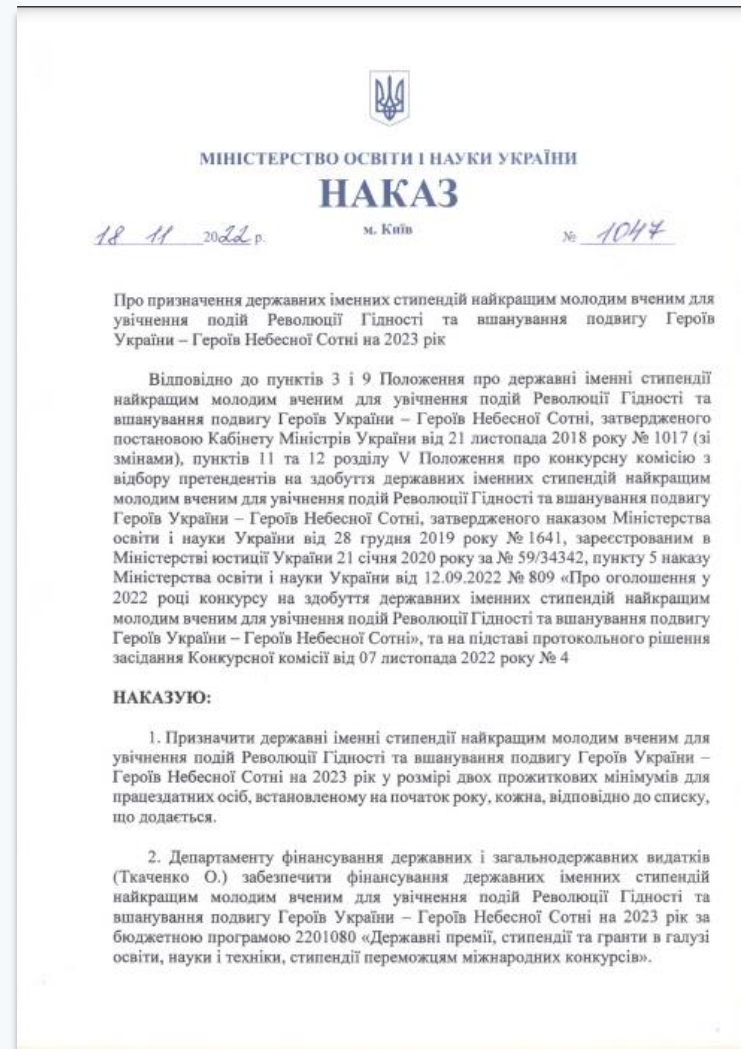 МІНІСТЕРСТВО ОСВІТИ І НАУКИ УКРАЇНИ
НАКАЗ
18 11 2022 р. м. Київ № 1047
Про призначення державних іменних стипендій найкращим молодим вченим для
увічнення подій Революції Гідності та вшанування подвигу Героїв
України – Героїв Небесної Сотні на 2023 рік
Відповідно до пунктів 3 і 9 Положення про державні іменні стипендії
найкращим молодим вченим для увічнення подій Революції Гідності та
вшанування подвигу Героїв України – Героїв Небесної Сотні, затвердженого
постановою Кабінету Міністрів України від 21 листопада 2018 року № 1017 (зі
змінами), пунктів 11 та 12 розділу V Положення про конкурсну комісію з
відбору претендентів на здобуття державних іменних стипендій найкращим
молодим вченим для увічнення подій Революції Гідності та вшанування подвигу
Героїв України – Героїв Небесної Сотні, затвердженого наказом Міністерства
освіти і науки України від 28 грудня 2019 року № 1641, зареєстрованим в
Міністерстві юстиції України 21 січня 2020 року за № 59/34342, пункту 5 наказу
Міністерства освіти і науки України від 12.09.2022 № 809 «Про оголошення у
2022 році конкурсу на здобуття державних іменних стипендій найкращим
молодим вченим для увічнення подій Революції Гідності та вшанування подвигу
Героїв України – Героїв Небесної Сотні», та на підставі протокольного рішення
засідання Конкурсної комісії від 07 листопада 2022 року № 4
НАКАЗУЮ:
1. Призначити державні іменні стипендії найкращим молодим вченим для
увічнення подій Революції Гідності та вшанування подвигу Героїв України –
Героїв Небесної Сотні на 2023 рік у розмірі двох прожиткових мінімумів для
працездатних осіб, встановленому на початок року, кожна, відповідно до списку,
що додається.
2. Департаменту фінансування державних і загальнодержавних видатків
(Ткаченко О.) забезпечити фінансування державних іменних стипендій
найкращим молодим вченим для увічнення подій Революції Гідності та
вшанування подвигу Героїв України – Героїв Небесної Сотні на 2023 рік за
бюджетною програмою 2201080 «Державні премії, стипендії та гранти в галузі
освіти, науки і техніки, стипендії переможцям міжнародних конкурсів».